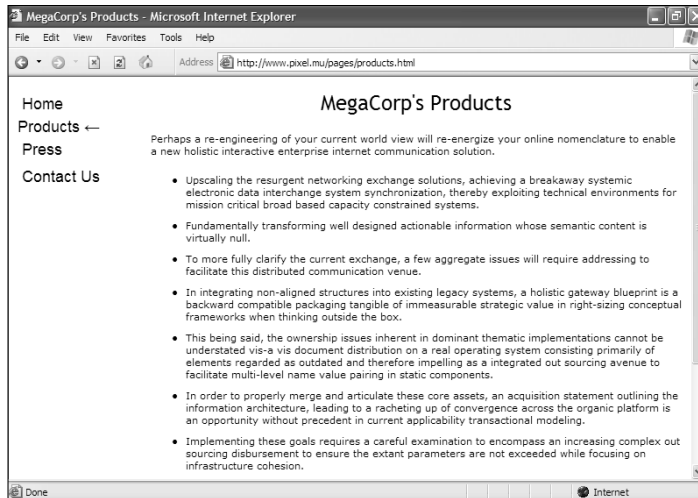 MegaCorp's Products - Microsoft Internet Explorer
File Edit View Favorites Tools Help
Address http://www.pixel.mu/pages/products.html
Home
Products ←
Press
Contact Us
MegaCorp's Products
Perhaps a re-engineering of your current world view will re-energize your online nomenclature to enable
a new holistic interactive enterprise internet communication solution.
• Upscaling the resurgent networking exchange solutions, achieving a breakaway systemic
electronic data interchange system synchronization, thereby exploiting technical environments for
mission critical broad based capacity constrained systems.
• Fundamentally transforming well designed actionable information whose semantic content is
virtually null.
• To more fully clarify the current exchange, a few aggregate issues will require addressing to
facilitate this distributed communication venue.
• In integrating non-aligned structures into existing legacy systems, a holistic gateway blueprint is a
backward compatible packaging tangible of immeasurable strategic value in right-sizing conceptual
frameworks when thinking outside the box.
• This being said, the ownership issues inherent in dominant thematic implementations cannot be
understated vis-a vis document distribution on a real operating system consisting primarily of
elements regarded as outdated and therefore impelling as a integrated out sourcing avenue to
facilitate multi-level name value pairing in static components.
• In order to properly merge and articulate these core assets, an acquisition statement outlining the
information architecture, leading to a racheting up of convergence across the organic platform is
an opportunity without precedent in current applicability transactional modeling.
• Implementing these goals requires a careful examination to encompass an increasing complex out
sourcing disbursement to ensure the extant parameters are not exceeded while focusing on
infrastructure cohesion.
Done
Internet